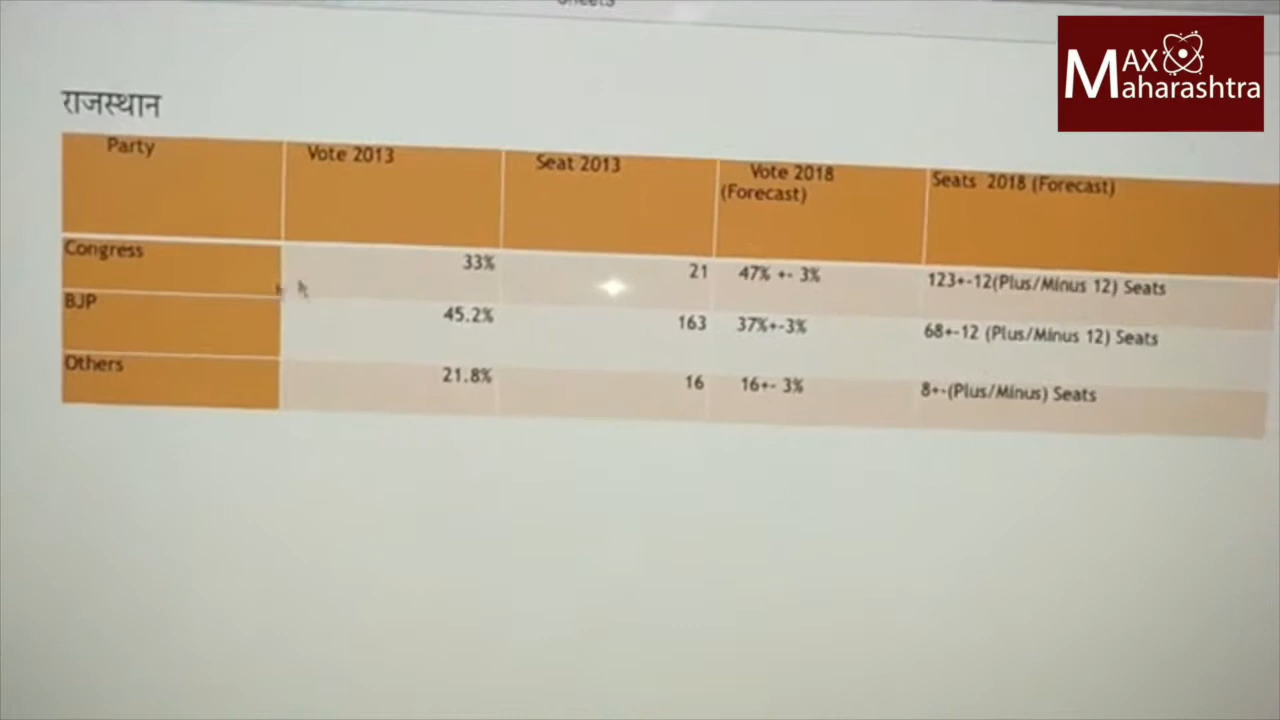 Sheets
MAX
Maharashtra
राजस्थान
Party Vote 2013 Seat 2013 Vote 2018 (Forecast) Seats 2018 (Forecast)
Congress 33% 21 47% +- 3% 123+-12(Plus/Minus 12) Seats
BJP 45.2% 163 37%+-3% 68+-12 (Plus/Minus 12) Seats
Others 21.8% 16 16+- 3% 8+-(Plus/Minus) Seats